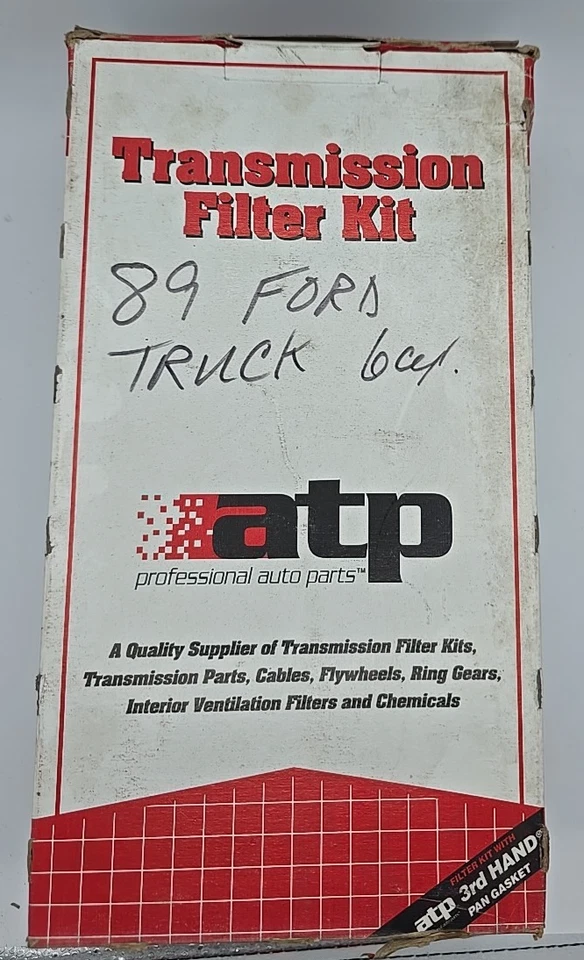 Transmission
Filter Kit
89 FORD
TRUCK 6cyl.
atp
professional auto parts™
A Quality Supplier of Transmission Filter Kits,
Transmission Parts, Cables, Flywheels, Ring Gears,
Interior Ventilation Filters and Chemicals
FILTER KIT WITH
atp 3rd HAND®
PAN GASKET